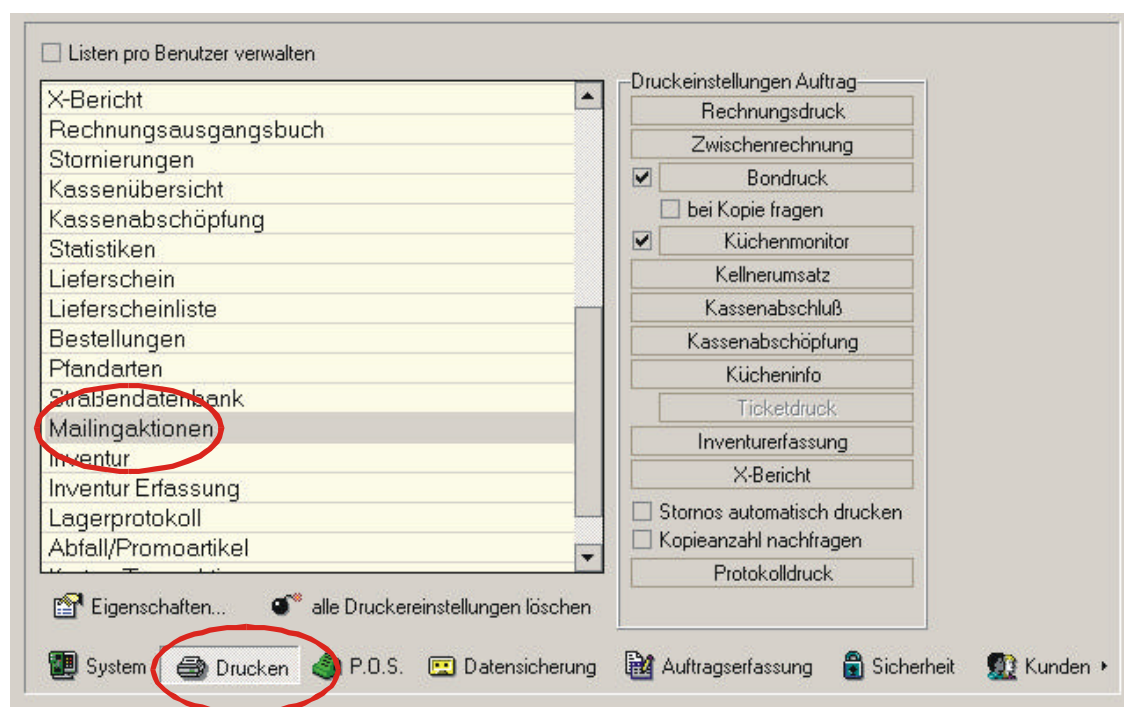 Listen pro Benutzer verwalten
X-Bericht
Rechnungsausgangsbuch
Stornierungen
Kassenübersicht
Kassenabschöpfung
Statistiken
Lieferschein
Lieferscheinliste
Bestellungen
Pfandarten
Straßendatenbank
Mailingaktionen
Inventur
Inventur Erfassung
Lagerprotokoll
Abfall/Promoartikel
Eigenschaften...
alle Druckereinstellungen löschen
Druckeinstellungen Auftrag
Rechnungsdruck
Zwischenrechnung
Bondruck
bei Kopie fragen
Küchenmonitor
Kellnerumsatz
Kassenabschluß
Kassenabschöpfung
Kücheninfo
Ticketdruck
Inventurerfassung
X-Bericht
Stornos automatisch drucken
Kopieanzahl nachfragen
Protokolldruck
System Drucken P.O.S. Datensicherung Auftragserfassung Sicherheit Kunden